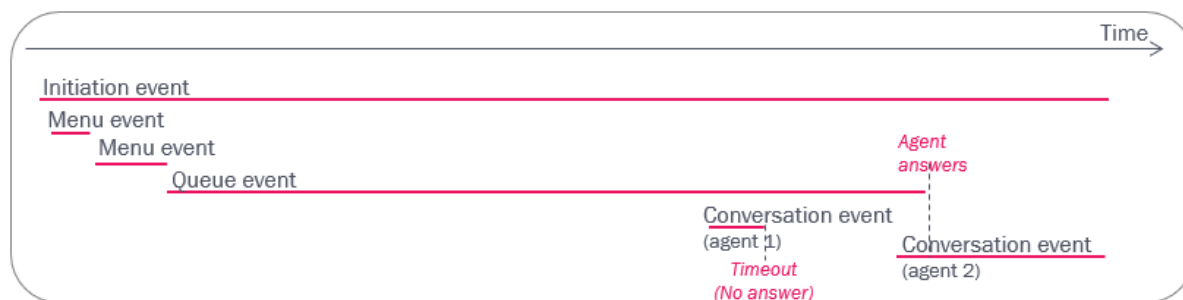 Time
Initiation event
Menu event
Menu event
Queue event
Agent
answers
Conversation event
(agent 1)
Timeout
(No answer)
Conversation event
(agent 2)